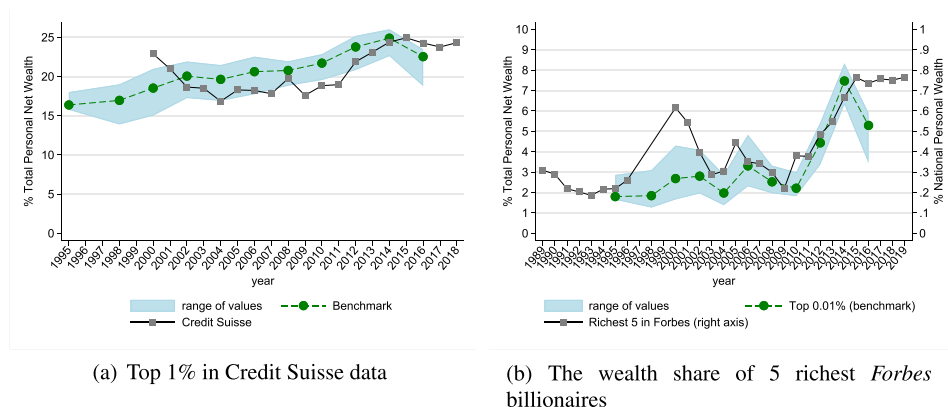 % Total Personal Net Wealth
25
20
15
10
5
0
1995 1996 1997 1998 1999 2000 2001 2002 2003 2004 2005 2006 2007 2008 2009 2010 2011 2012 2013 2014 2015 2016 2017 2018
year
range of values
Benchmark
Credit Suisse
(a) Top 1% in Credit Suisse data
% Total Personal Net Wealth
10
9
8
7
6
5
4
3
2
1
0
1
.9
.8
.7
.6
.5
.4
.3
.2
.1
0
% National Personal Wealth
1989 1990 1991 1992 1993 1994 1995 1996 1997 1998 1999 2000 2001 2002 2003 2004 2005 2006 2007 2008 2009 2010 2011 2012 2013 2014 2015 2016 2017 2018 2019
year
range of values
Top 0.01% (benchmark)
Richest 5 in Forbes (right axis)
(b) The wealth share of 5 richest Forbes
billionaires